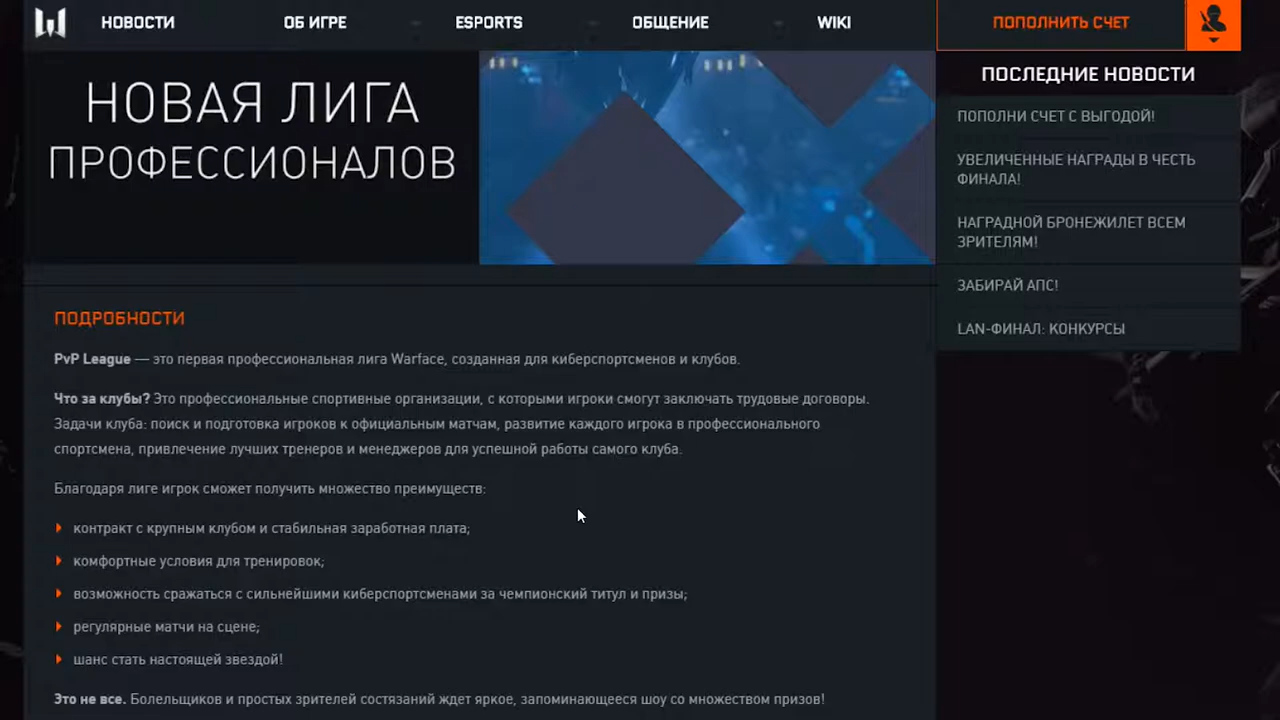 НОВОСТИ
ОБ ИГРЕ
ESPORTS
ОБЩЕНИЕ
WIKI
ПОПОЛНИТЬ СЧЕТ
НОВАЯ ЛИГА
ПРОФЕССИОНАЛОВ
ПОДРОБНОСТИ
PvP League — это первая профессиональная лига Warface, созданная для киберспортсменов и клубов.
Что за клубы? Это профессиональные спортивные организации, с которыми игроки смогут заключать трудовые договоры.
Задачи клуба: поиск и подготовка игроков к официальным матчам, развитие каждого игрока в профессионального
спортсмена, привлечение лучших тренеров и менеджеров для успешной работы самого клуба.
Благодаря лиге игрок сможет получить множество преимуществ:
контракт с крупным клубом и стабильная заработная плата;
комфортные условия для тренировок;
возможность сражаться с сильнейшими киберспортсменами за чемпионский титул и призы;
регулярные матчи на сцене;
шанс стать настоящей звездой!
Это не все. Болельщиков и простых зрителей состязаний ждет яркое, запоминающееся шоу со множеством призов!
ПОСЛЕДНИЕ НОВОСТИ
ПОПОЛНИ СЧЕТ С ВЫГОДОЙ!
УВЕЛИЧЕННЫЕ НАГРАДЫ В ЧЕСТЬ
ФИНАЛА!
НАГРАДНОЙ БРОНЕЖИЛЕТ ВСЕМ
ЗРИТЕЛЯМ!
ЗАБИРАЙ АПС!
LAN-ФИНАЛ: КОНКУРСЫ